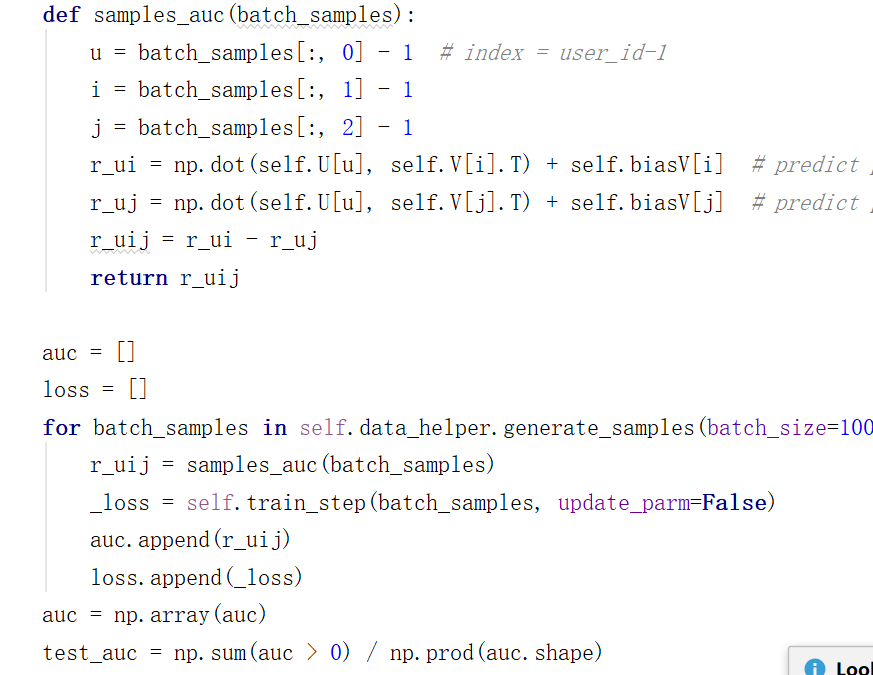 def samples_auc(batch_samples):
    u = batch_samples[:, 0] - 1  # index = user_id-1
    i = batch_samples[:, 1] - 1
    j = batch_samples[:, 2] - 1
    r_ui = np.dot(self.U[u], self.V[i].T) + self.biasV[i]  # predict
    r_uj = np.dot(self.U[u], self.V[j].T) + self.biasV[j]  # predict
    r_uij = r_ui - r_uj
    return r_uij
auc = []
loss = []
for batch_samples in self.data_helper.generate_samples(batch_size=100
    r_uij = samples_auc(batch_samples)
    _loss = self.train_step(batch_samples, update_parm=False)
    auc.append(r_uij)
    loss.append(_loss)
auc = np.array(auc)
test_auc = np.sum(auc > 0) / np.prod(auc.shape)